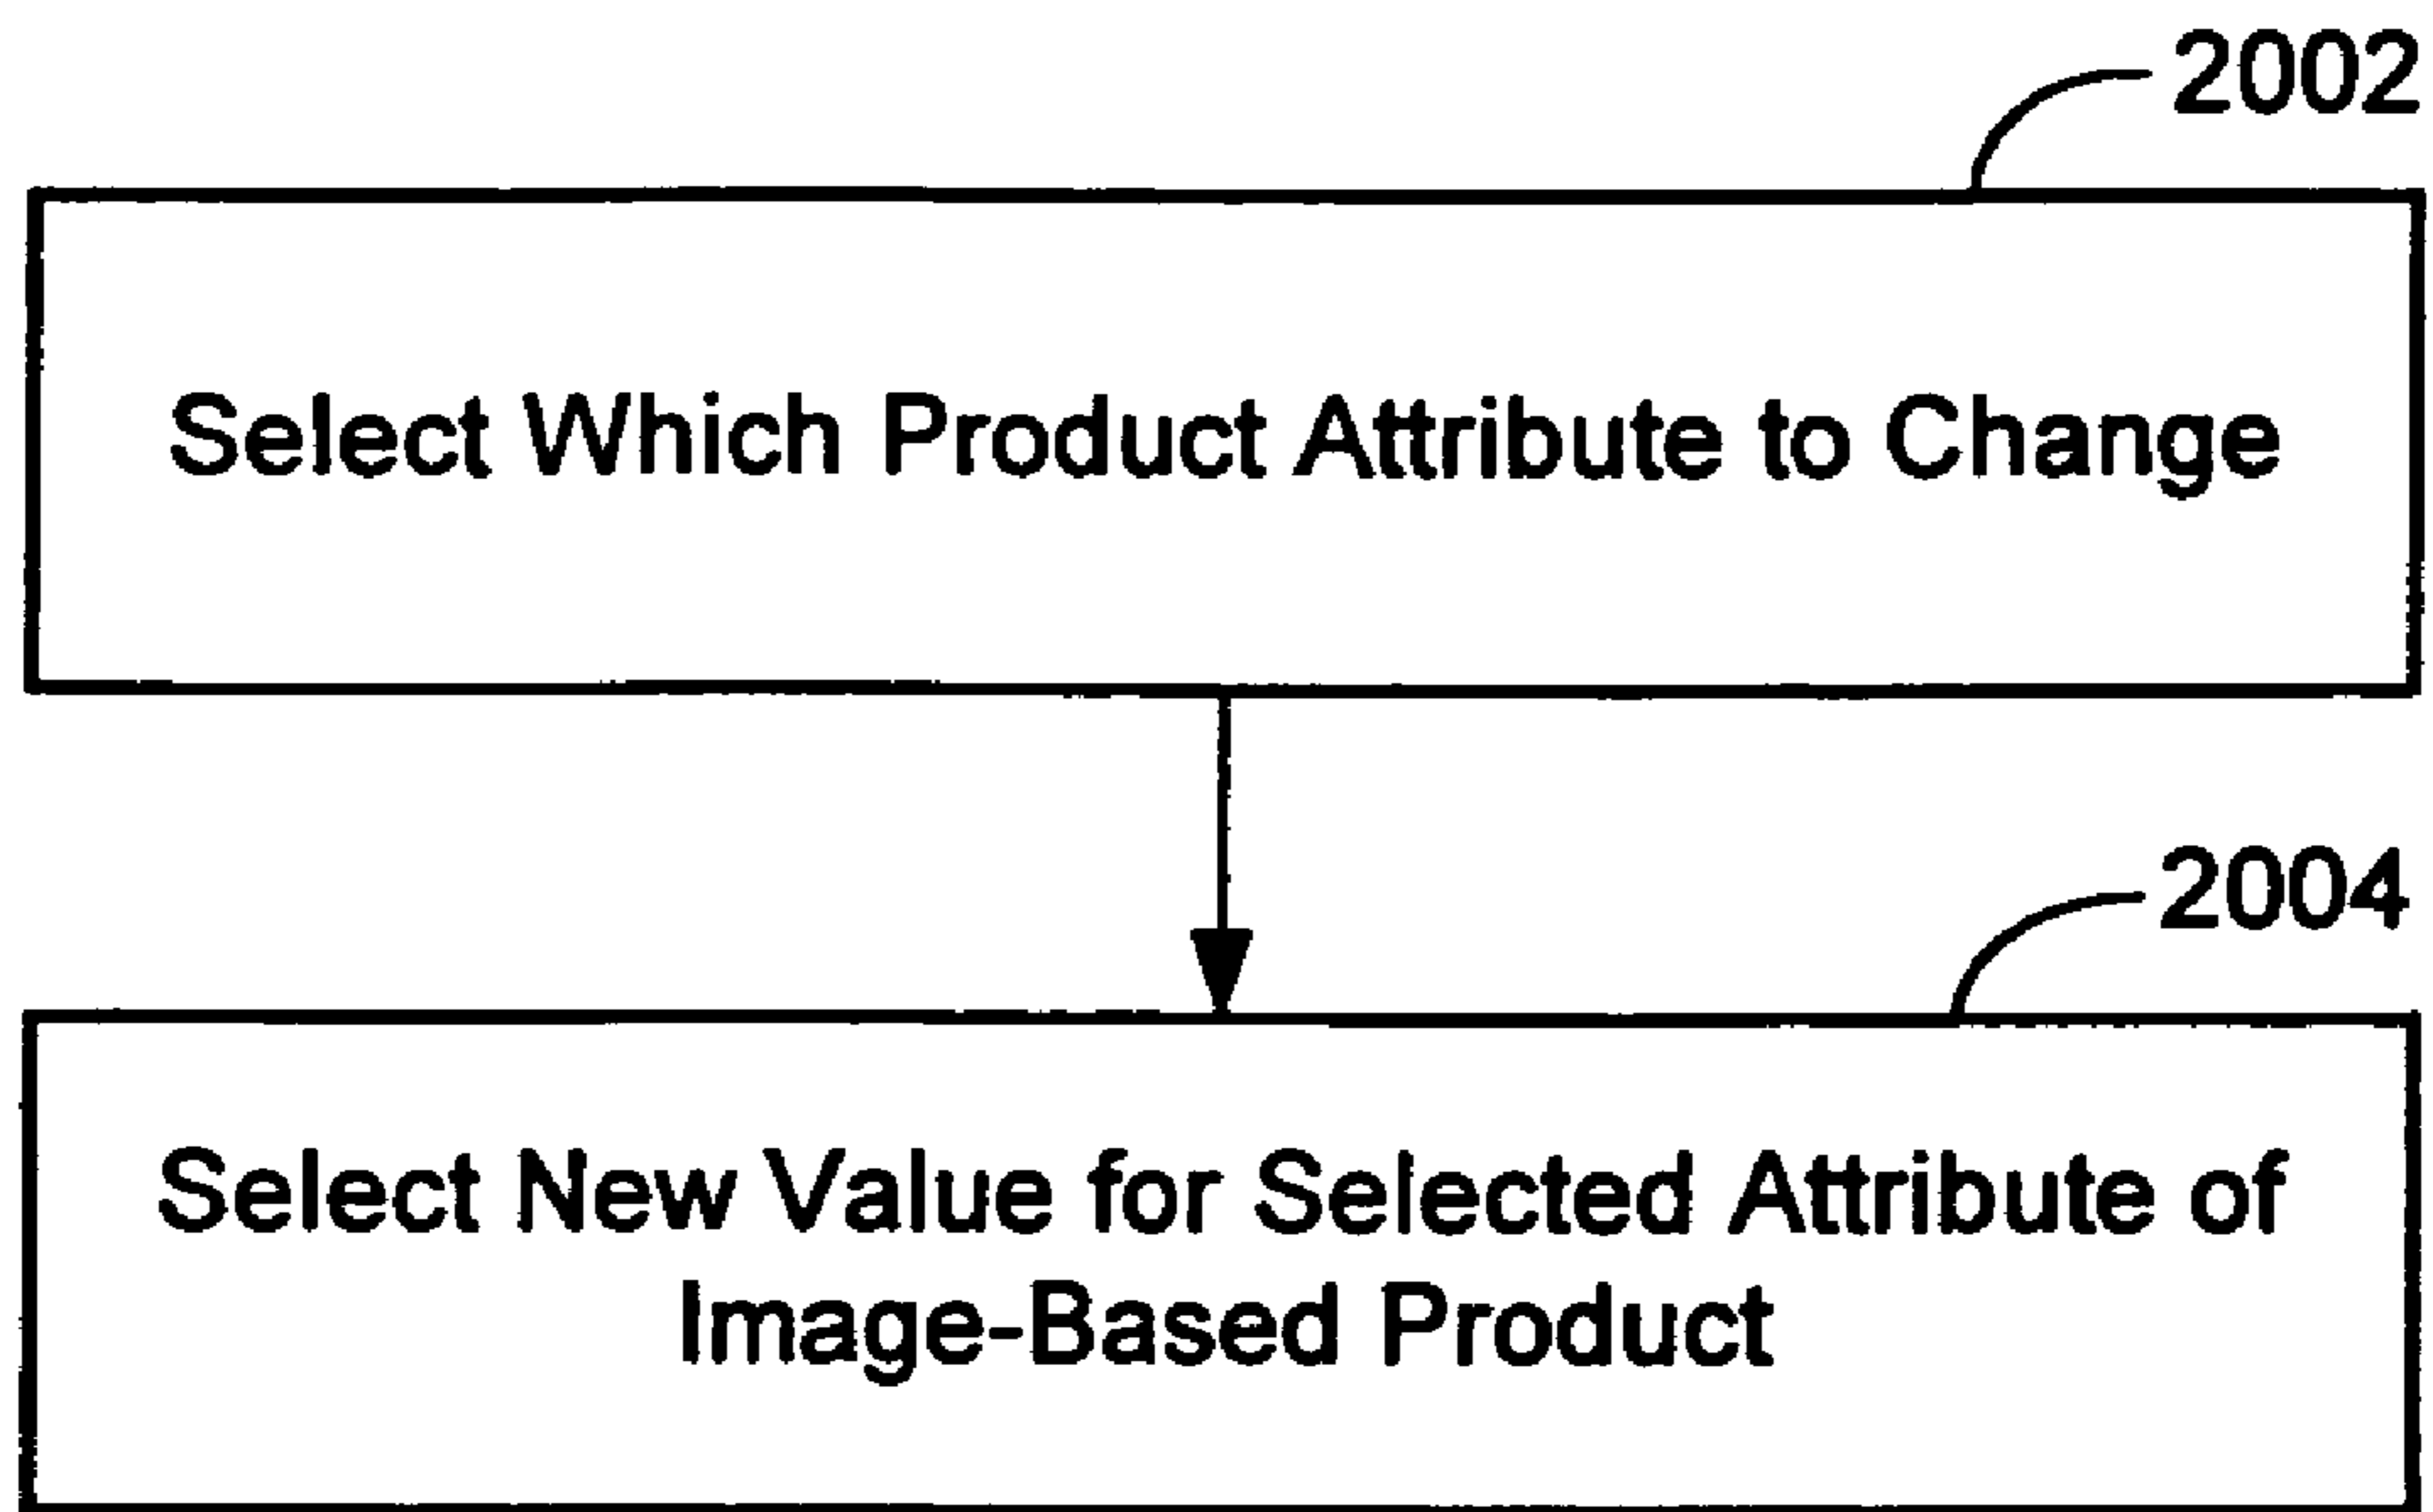 2002
Select Which Product Attribute to Change
2004
Select New Value for Selected Attribute of
Image-Based Product